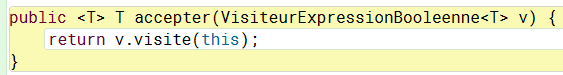 public <T> T accepter(VisiteurExpressionBooleenne<T> v) {
return v.visite(this);
}